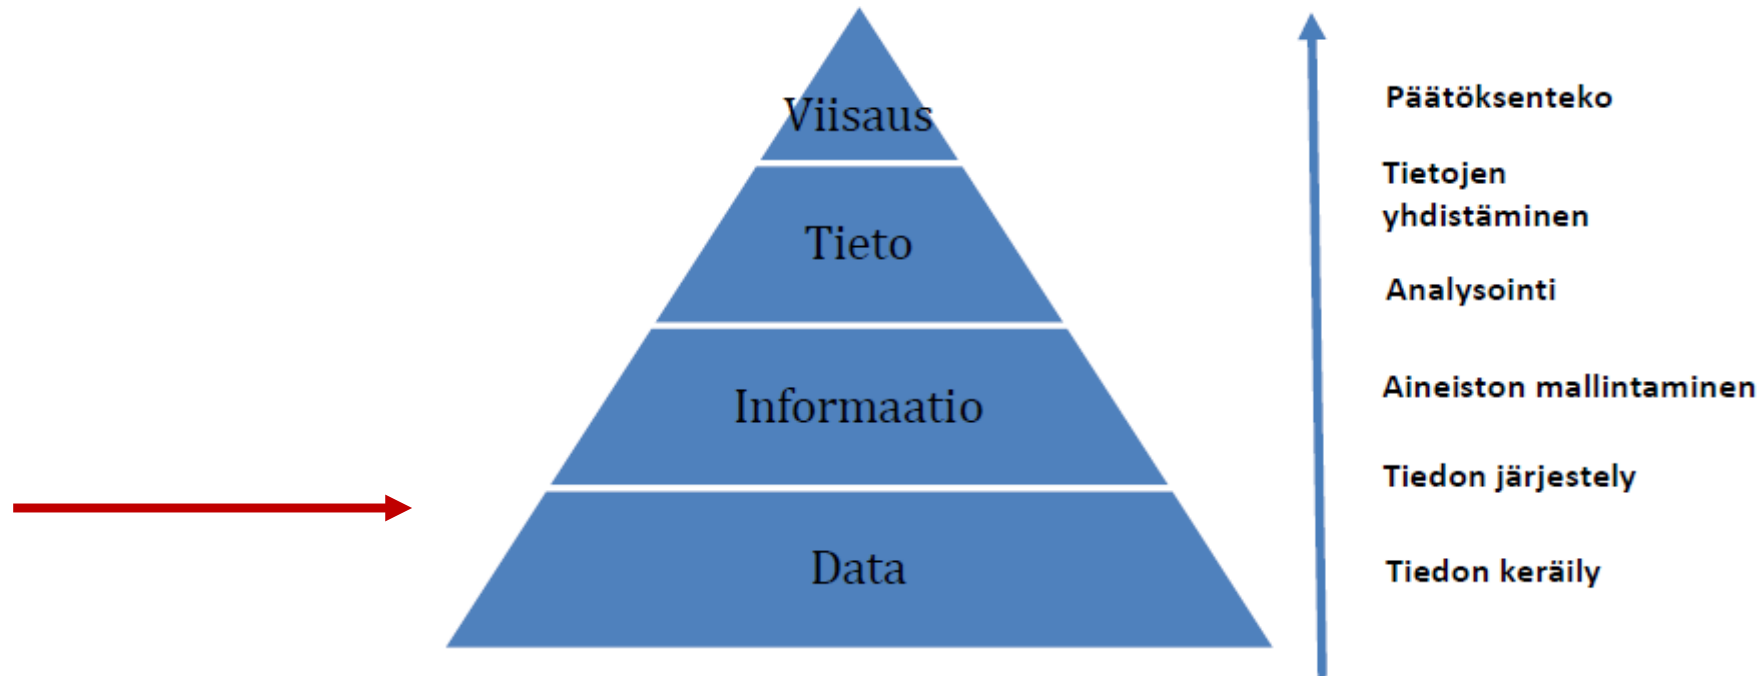 Viisaus
Tieto
Informaatio
Data
Päätöksenteko
Tietojen
yhdistäminen
Analysointi
Aineiston mallintaminen
Tiedon järjestely
Tiedon keräily